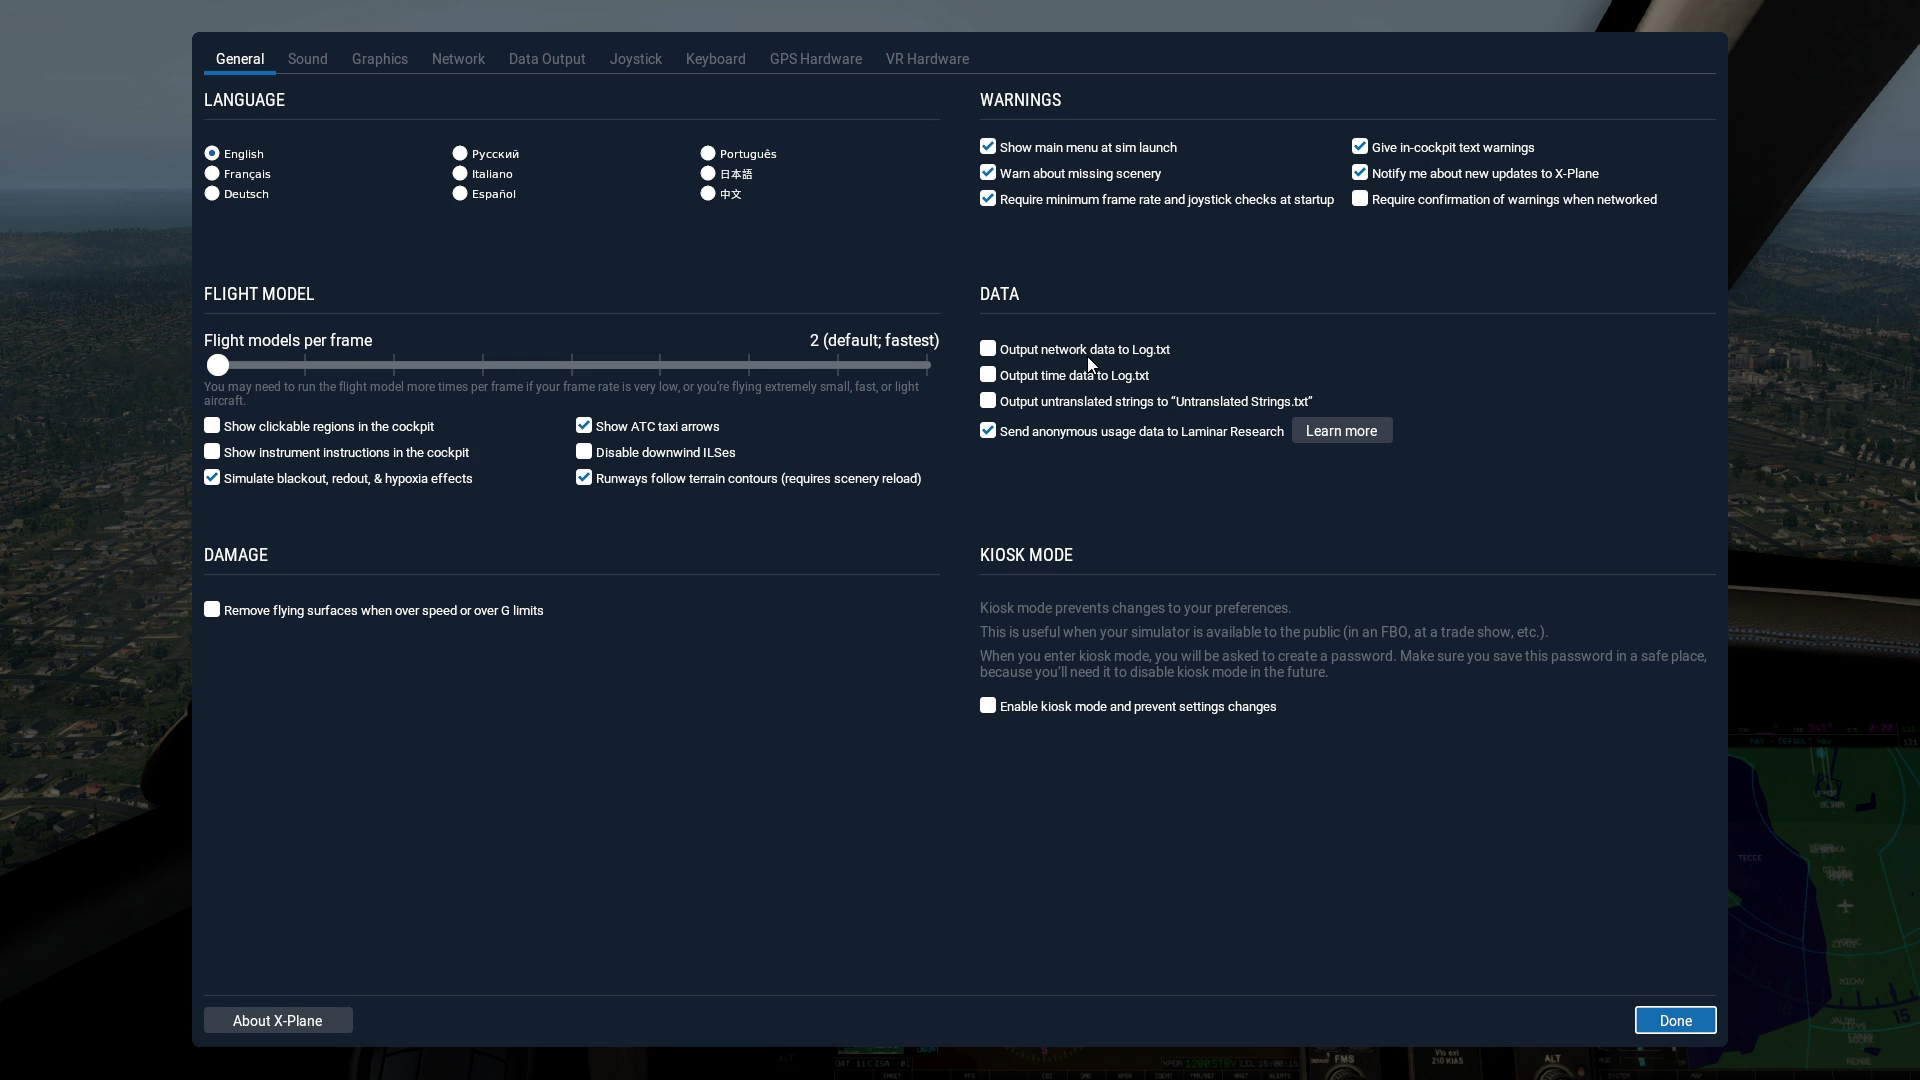 General Sound Graphics Network Data Output Joystick Keyboard GPS Hardware VR Hardware
LANGUAGE
English
Français
Deutsch
Русский
Italiano
Español
Português
日本語
中文
WARNINGS
Show main menu at sim launch
Warn about missing scenery
Require minimum frame rate and joystick checks at startup
Give in-cockpit text warnings
Notify me about new updates to X-Plane
Require confirmation of warnings when networked
FLIGHT MODEL
Flight models per frame 2 (default; fastest)
You may need to run the flight model more times per frame if your frame rate is very low, or you’re flying extremely small, fast, or light
aircraft.
Show clickable regions in the cockpit
Show instrument instructions in the cockpit
Simulate blackout, redout, & hypoxia effects
Show ATC taxi arrows
Disable downwind ILSes
Runways follow terrain contours (requires scenery reload)
DATA
Output network data to Log.txt
Output time data to Log.txt
Output untranslated strings to “Untranslated Strings.txt”
Send anonymous usage data to Laminar Research Learn more
DAMAGE
Remove flying surfaces when over speed or over G limits
KIOSK MODE
Kiosk mode prevents changes to your preferences.
This is useful when your simulator is available to the public (in an FBO, at a trade show, etc.).
When you enter kiosk mode, you will be asked to create a password. Make sure you save this password in a safe place,
because you’ll need it to disable kiosk mode in the future.
Enable kiosk mode and prevent settings changes
About X-Plane Done
TECEE
MICHY
15
FMS
210 KIAS
ALT